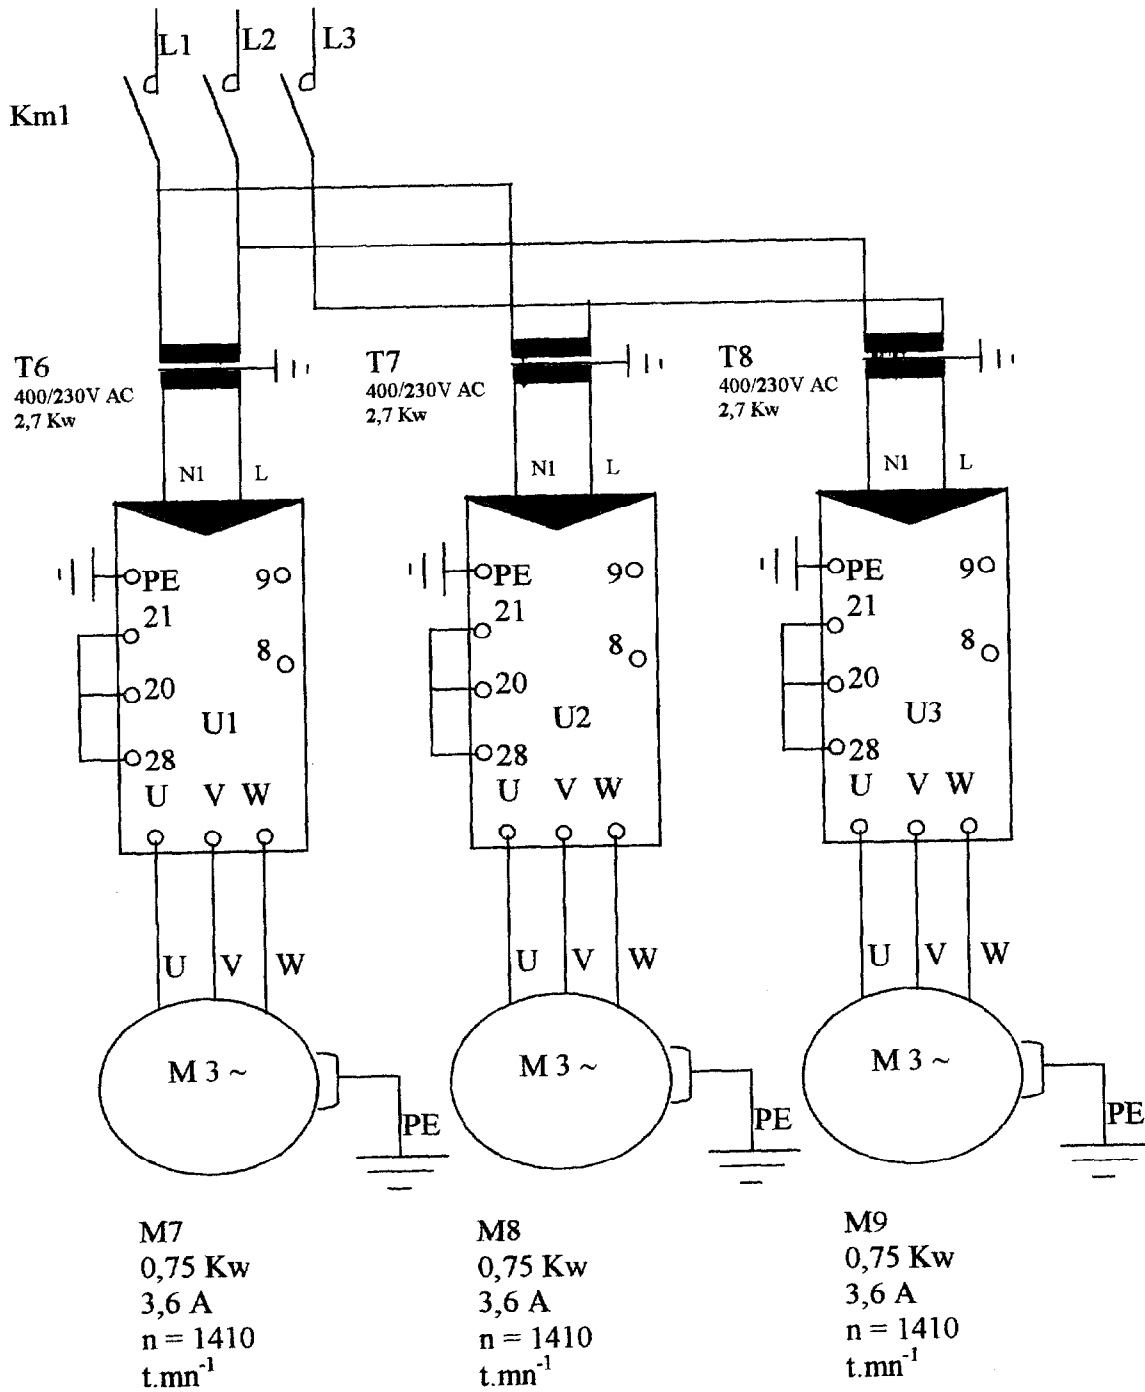 L1 L2 L3
Km1
T6
400/230V AC
2,7 Kw
T7
400/230V AC
2,7 Kw
T8
400/230V AC
2,7 Kw
N1 L
N1 L
N1 L
PE 9
21
8
20
U1
28
U V W
PE 9
21
8
20
U2
28
U V W
PE 9
21
8
20
U3
28
U V W
U V W
U V W
U V W
M 3 ~
M 3 ~
M 3 ~
PE
PE
PE
M7
0,75 Kw
3,6 A
n = 1410
t.mn⁻¹
M8
0,75 Kw
3,6 A
n = 1410
t.mn⁻¹
M9
0,75 Kw
3,6 A
n = 1410
t.mn⁻¹